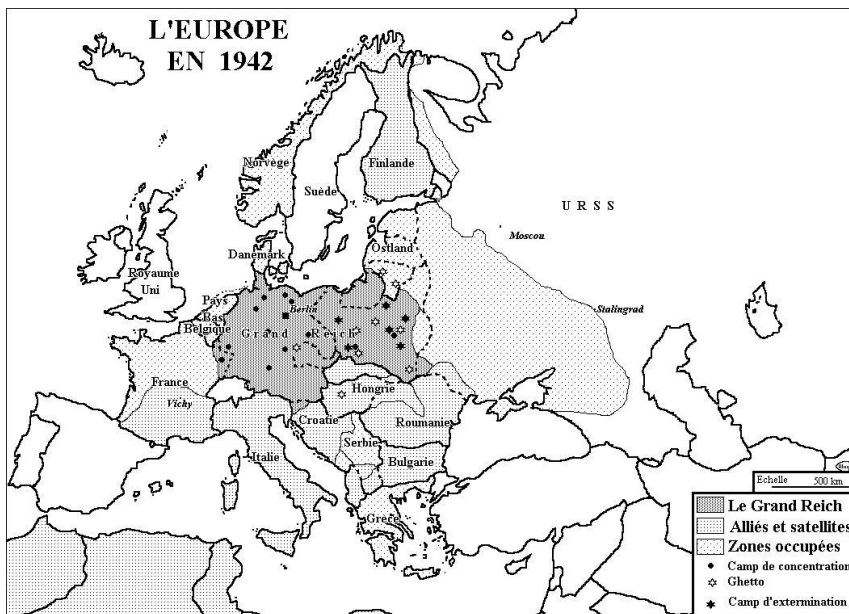 L'EUROPE
EN 1942
Norvège
Finlande
Suède
URSS
Moscou
Danemark
Ostland
Royaume
Uni
Pays
Bas
Belgique
Berlin
Grand Reich
Stalingrad
France
Vichy
Hongrie
Croatie
Roumanie
Serbie
Italie
Bulgarie
Grece
Echelle 500 km
Le Grand Reich
Alliés et satellites
Zones occupées
Camp de concentration
Ghetto
Camp d'extermination